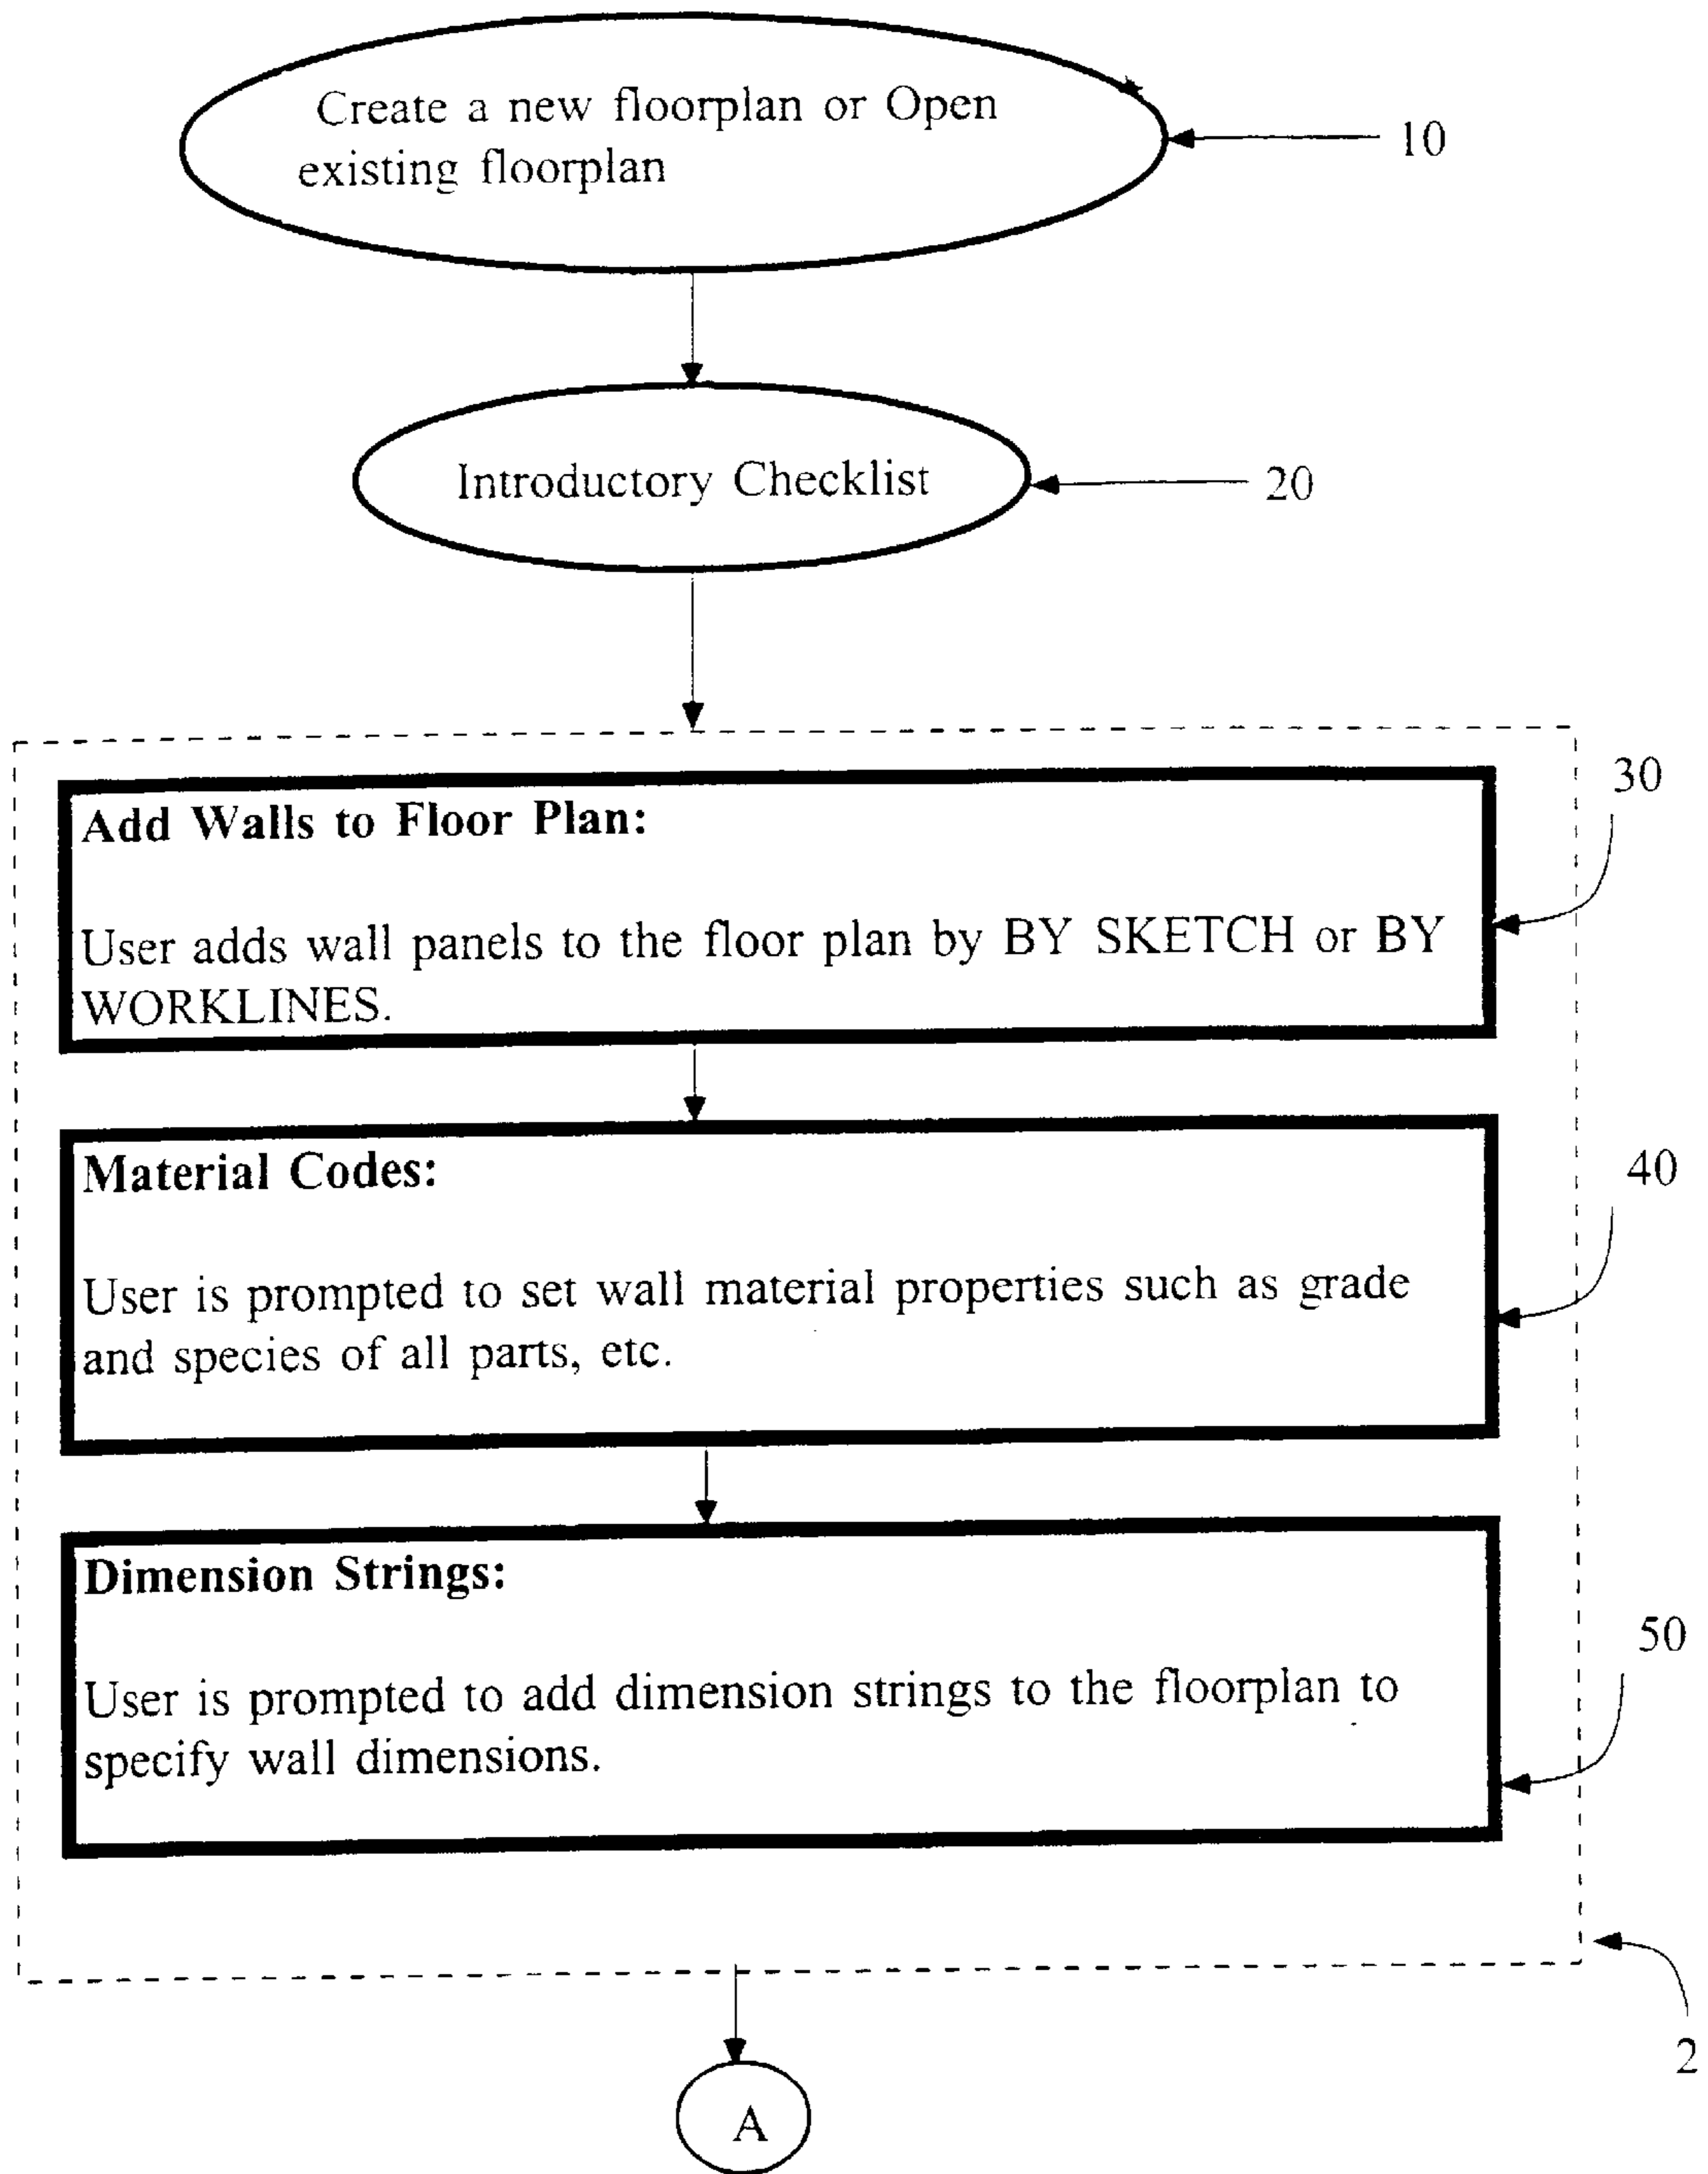 Create a new floorplan or Open
existing floorplan
10
Introductory Checklist
20
Add Walls to Floor Plan:
30
User adds wall panels to the floor plan by BY SKETCH or BY
WORKLINES.
Material Codes:
40
User is prompted to set wall material properties such as grade
and species of all parts, etc.
Dimension Strings:
50
User is prompted to add dimension strings to the floorplan to
specify wall dimensions.
2
A